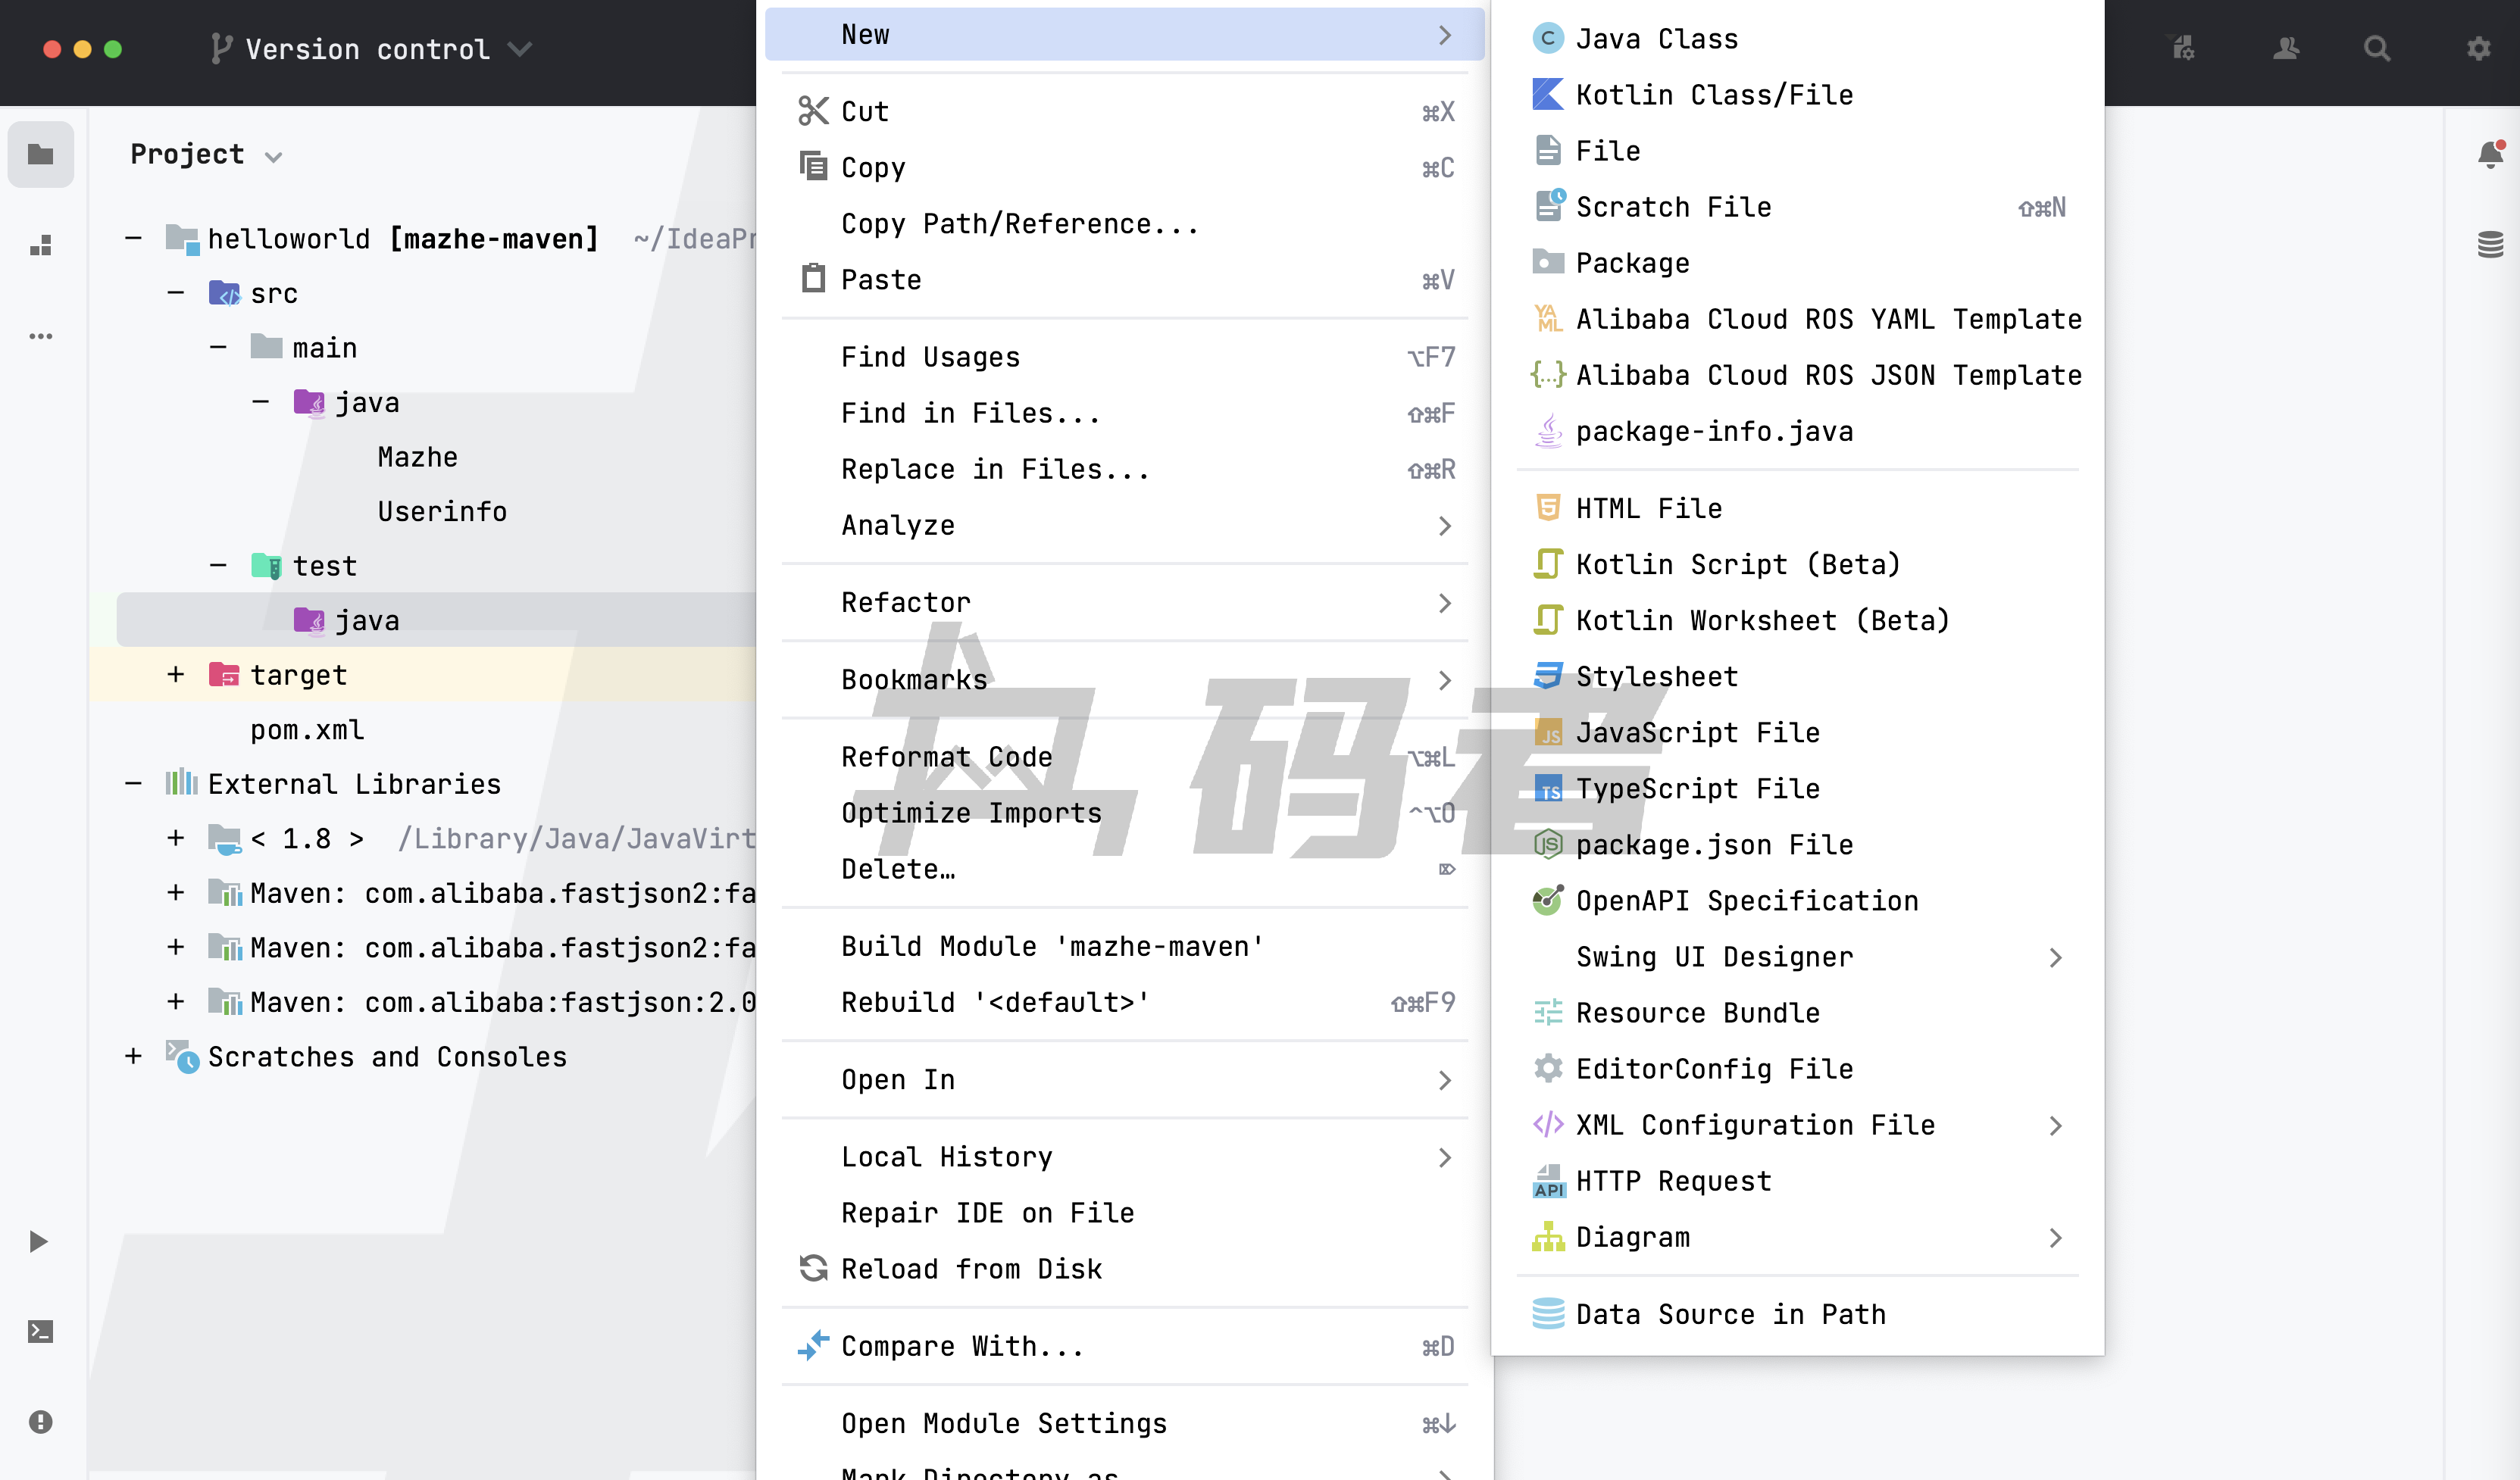 Version control
Project
helloworld [mazhe-maven] ~/IdeaPr
src
main
java
Mazhe
Userinfo
test
java
target
pom.xml
External Libraries
< 1.8 > /Library/Java/JavaVirt
Maven: com.alibaba.fastjson2:fa
Maven: com.alibaba.fastjson2:fa
Maven: com.alibaba:fastjson:2.0
Scratches and Consoles
New
Cut ⌘X
Copy ⌘C
Copy Path/Reference...
Paste ⌘V
Find Usages ⌥F7
Find in Files... ⇧⌘F
Replace in Files... ⇧⌘R
Analyze
Refactor
Bookmarks
Reformat Code ⌥⌘L
Optimize Imports ^⌥O
Delete… ⌦
Build Module 'mazhe-maven'
Rebuild '<default>' ⇧⌘F9
Open In
Local History
Repair IDE on File
Reload from Disk
Compare With... ⌘D
Open Module Settings ⌘↓
Mark Directory as
Java Class
Kotlin Class/File
File
Scratch File ⇧⌘N
Package
Alibaba Cloud ROS YAML Template
Alibaba Cloud ROS JSON Template
package-info.java
HTML File
Kotlin Script (Beta)
Kotlin Worksheet (Beta)
Stylesheet
JavaScript File
TypeScript File
package.json File
OpenAPI Specification
Swing UI Designer
Resource Bundle
EditorConfig File
XML Configuration File
HTTP Request
Diagram
Data Source in Path
码者